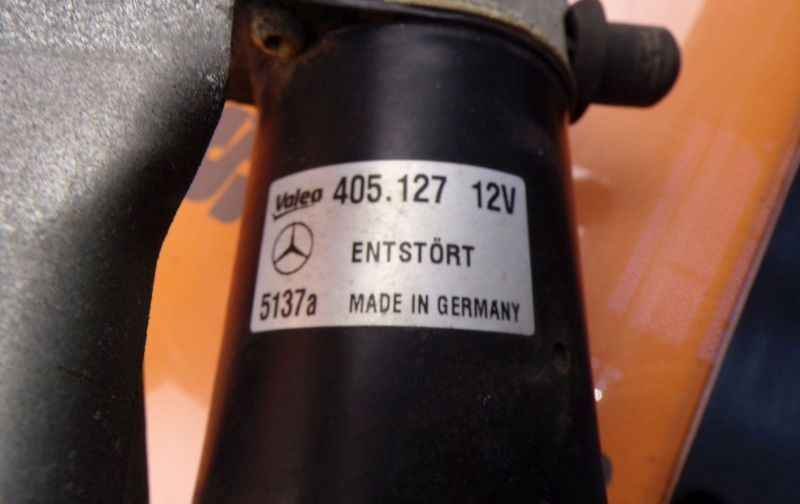 Valeo 405.127 12V
ENTSTÖRT
5137a MADE IN GERMANY